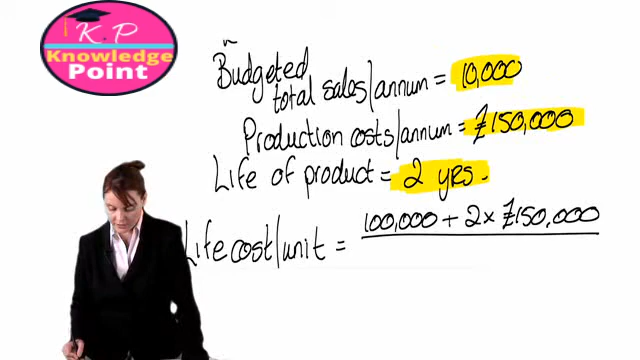 K.P
Knowledge
Point
Budgeted
total sales/annum = 10,000
Production costs/annum = £150,000
Life of product = 2 yrs.
Life cost/unit = 100,000 + 2 x £150,000